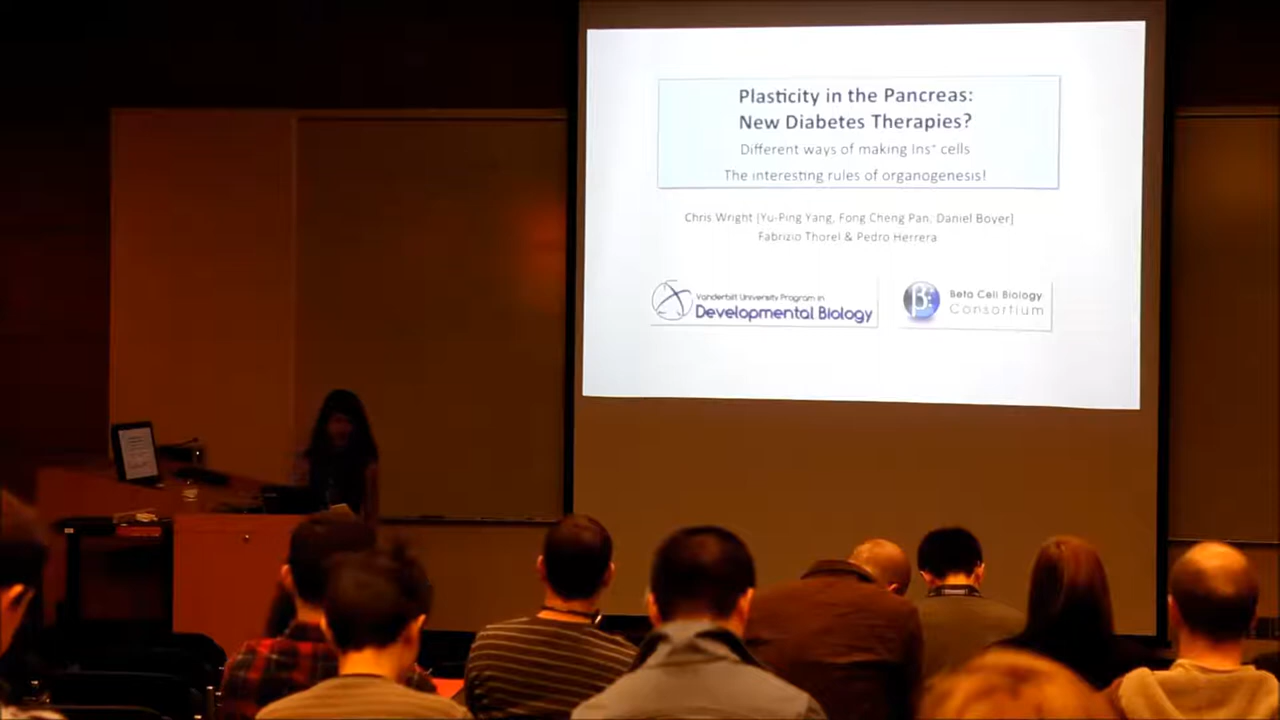 Plasticity in the Pancreas:
New Diabetes Therapies?
Different ways of making Ins⁺ cells
The interesting rules of organogenesis!
Chris Wright [Yu-Ping Yang, Fong Cheng Pan, Daniel Boyer]
Fabrizio Thorel & Pedro Herrera
Vanderbilt University Program in
Developmental Biology
β
Beta Cell Biology
Consortium